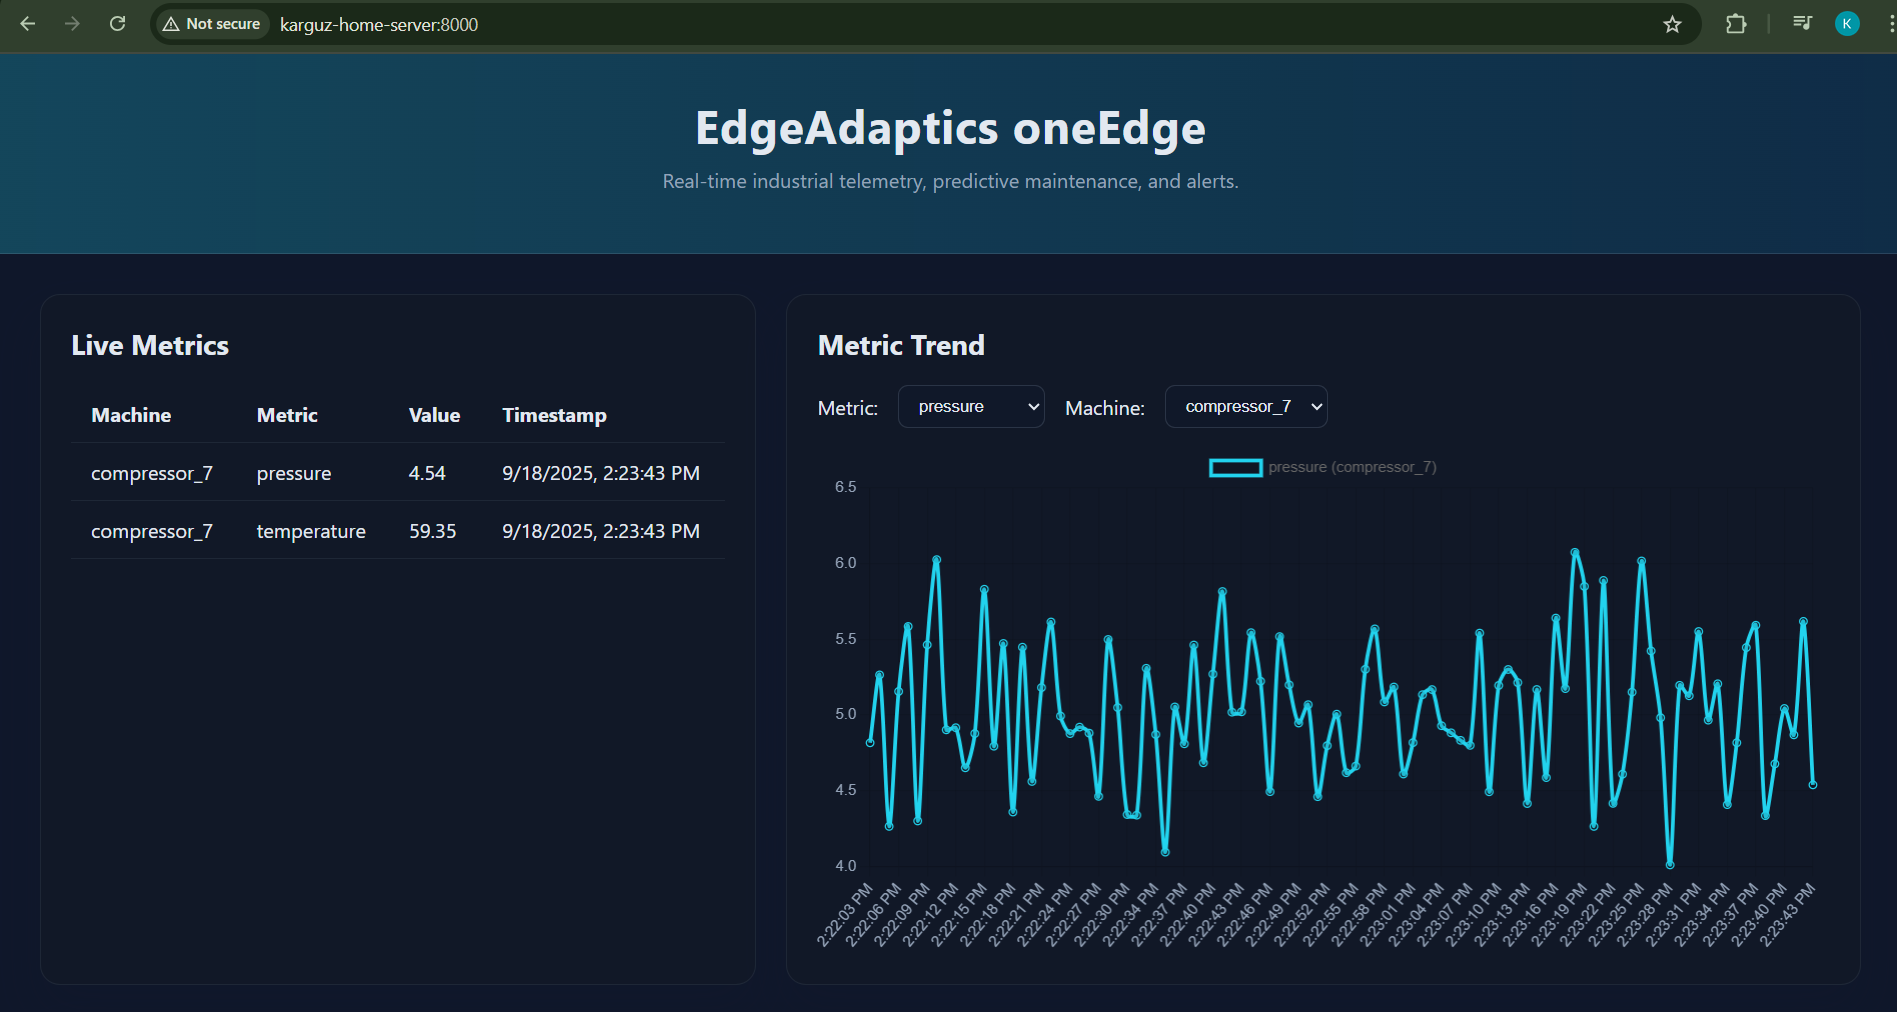 Not secure karguz-home-server:8000
K
EdgeAdaptics oneEdge
Real-time industrial telemetry, predictive maintenance, and alerts.
Live Metrics
Machine Metric Value Timestamp
compressor_7 pressure 4.54 9/18/2025, 2:23:43 PM
compressor_7 temperature 59.35 9/18/2025, 2:23:43 PM
Metric Trend
Metric: pressure Machine: compressor_7
pressure (compressor_7)
6.5
6.0
5.5
5.0
4.5
4.0
2:22:03 PM
2:22:06 PM
2:22:09 PM
2:22:12 PM
2:22:15 PM
2:22:18 PM
2:22:21 PM
2:22:24 PM
2:22:27 PM
2:22:30 PM
2:22:34 PM
2:22:37 PM
2:22:40 PM
2:22:43 PM
2:22:46 PM
2:22:49 PM
2:22:52 PM
2:22:55 PM
2:22:58 PM
2:23:01 PM
2:23:04 PM
2:23:07 PM
2:23:10 PM
2:23:13 PM
2:23:16 PM
2:23:19 PM
2:23:22 PM
2:23:25 PM
2:23:28 PM
2:23:31 PM
2:23:34 PM
2:23:37 PM
2:23:40 PM
2:23:43 PM